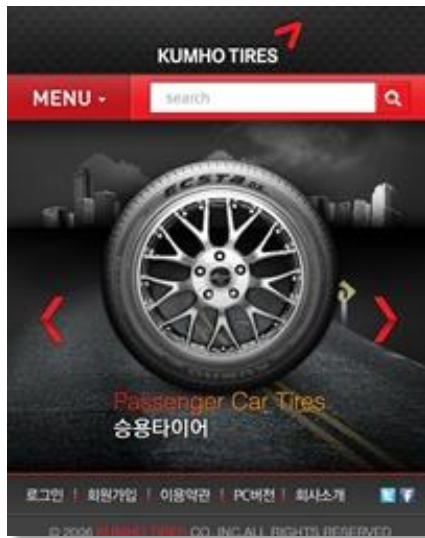 KUMHO TIRES
MENU
search
ECSTA
Passenger Car Tires
승용타이어
로그인 ! 회원가입 ! 이용약관 ! PC버전 ! 회사소개
© 2006 KUMHO TIRES CO. INC.ALL RIGHTS RESERVED